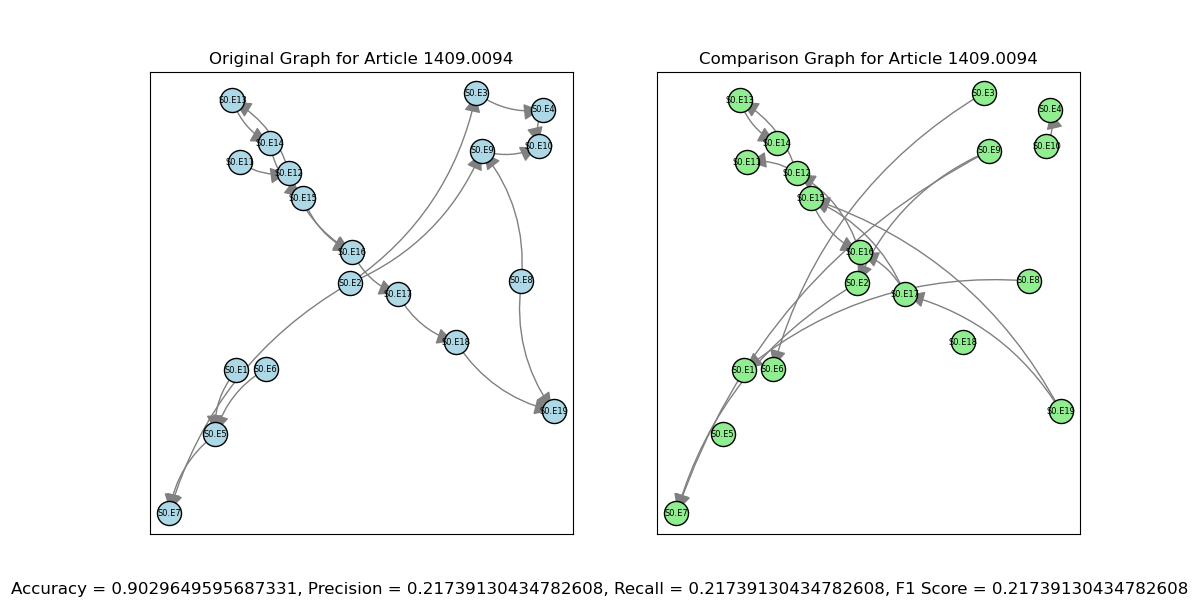 Original Graph for Article 1409.0094
S0.E13
S0.E3
S0.E4
S0.E14
S0.E10
S0.E9
S0.E11
S0.E12
S0.E15
S0.E16
S0.E2
S0.E8
S0.E17
S0.E18
S0.E1
S0.E6
S0.E19
S0.E5
S0.E7
Comparison Graph for Article 1409.0094
S0.E13
S0.E3
S0.E4
S0.E14
S0.E10
S0.E9
S0.E11
S0.E12
S0.E15
S0.E16
S0.E2
S0.E8
S0.E17
S0.E18
S0.E1
S0.E6
S0.E19
S0.E5
S0.E7
Accuracy = 0.9029649595687331, Precision = 0.21739130434782608, Recall = 0.21739130434782608, F1 Score = 0.21739130434782608